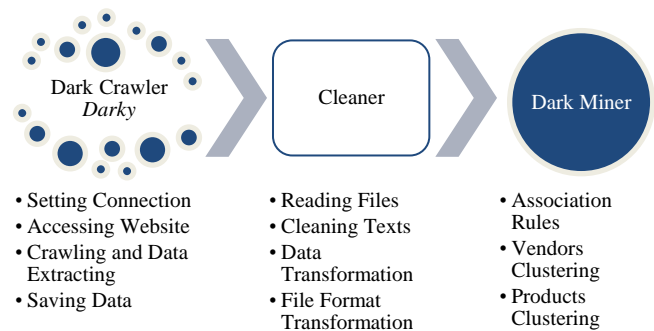 Dark Crawler
Darky
• Setting Connection
• Accessing Website
• Crawling and Data
Extracting
• Saving Data
Cleaner
• Reading Files
• Cleaning Texts
• Data
Transformation
• File Format
Transformation
Dark Miner
• Association
Rules
• Vendors
Clustering
• Products
Clustering